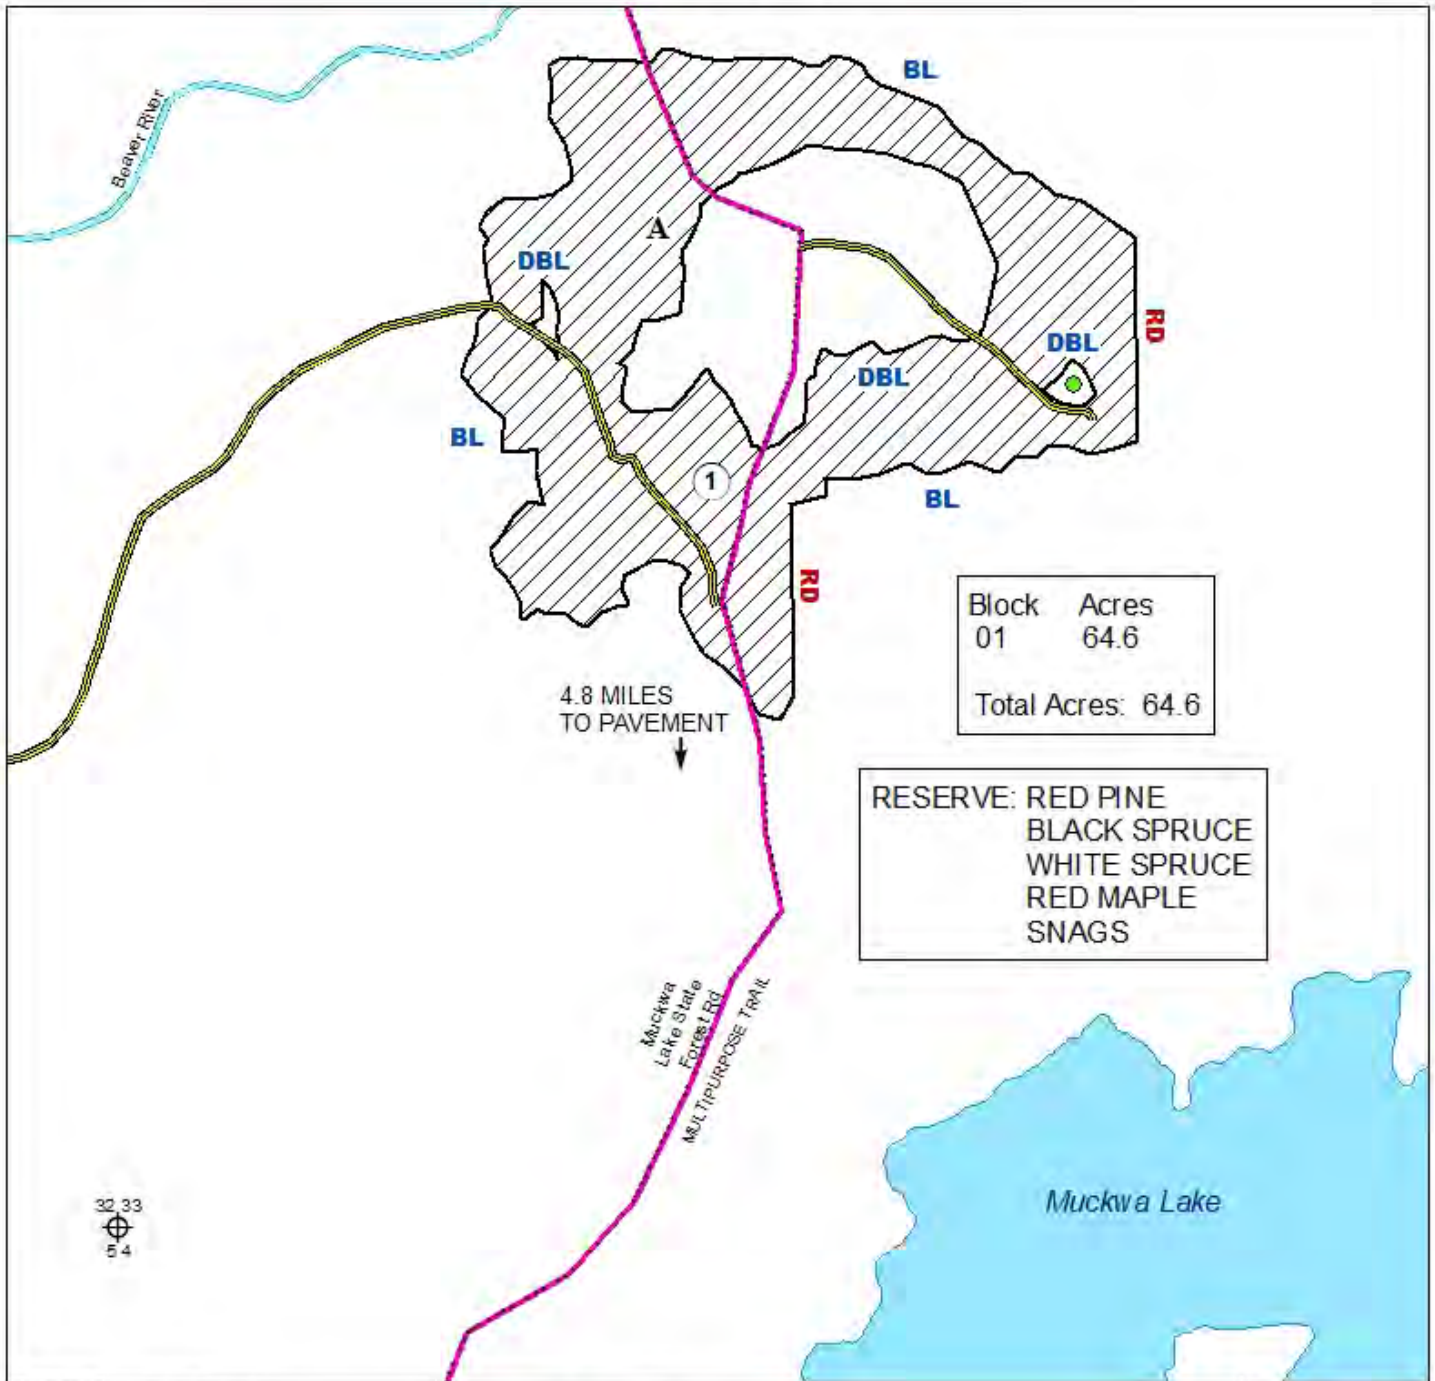 BL
Beaver River
A
DBL
RD
DBL
DBL
BL
1
BL
RD
Block Acres
01 64.6
Total Acres: 64.6
4.8 MILES
TO PAVEMENT
RESERVE: RED PINE
BLACK SPRUCE
WHITE SPRUCE
RED MAPLE
SNAGS
Muckwa
Lake State
Forest Rd
MULTIPURPOSE TRAIL
Muckwa Lake
32 33
5 4